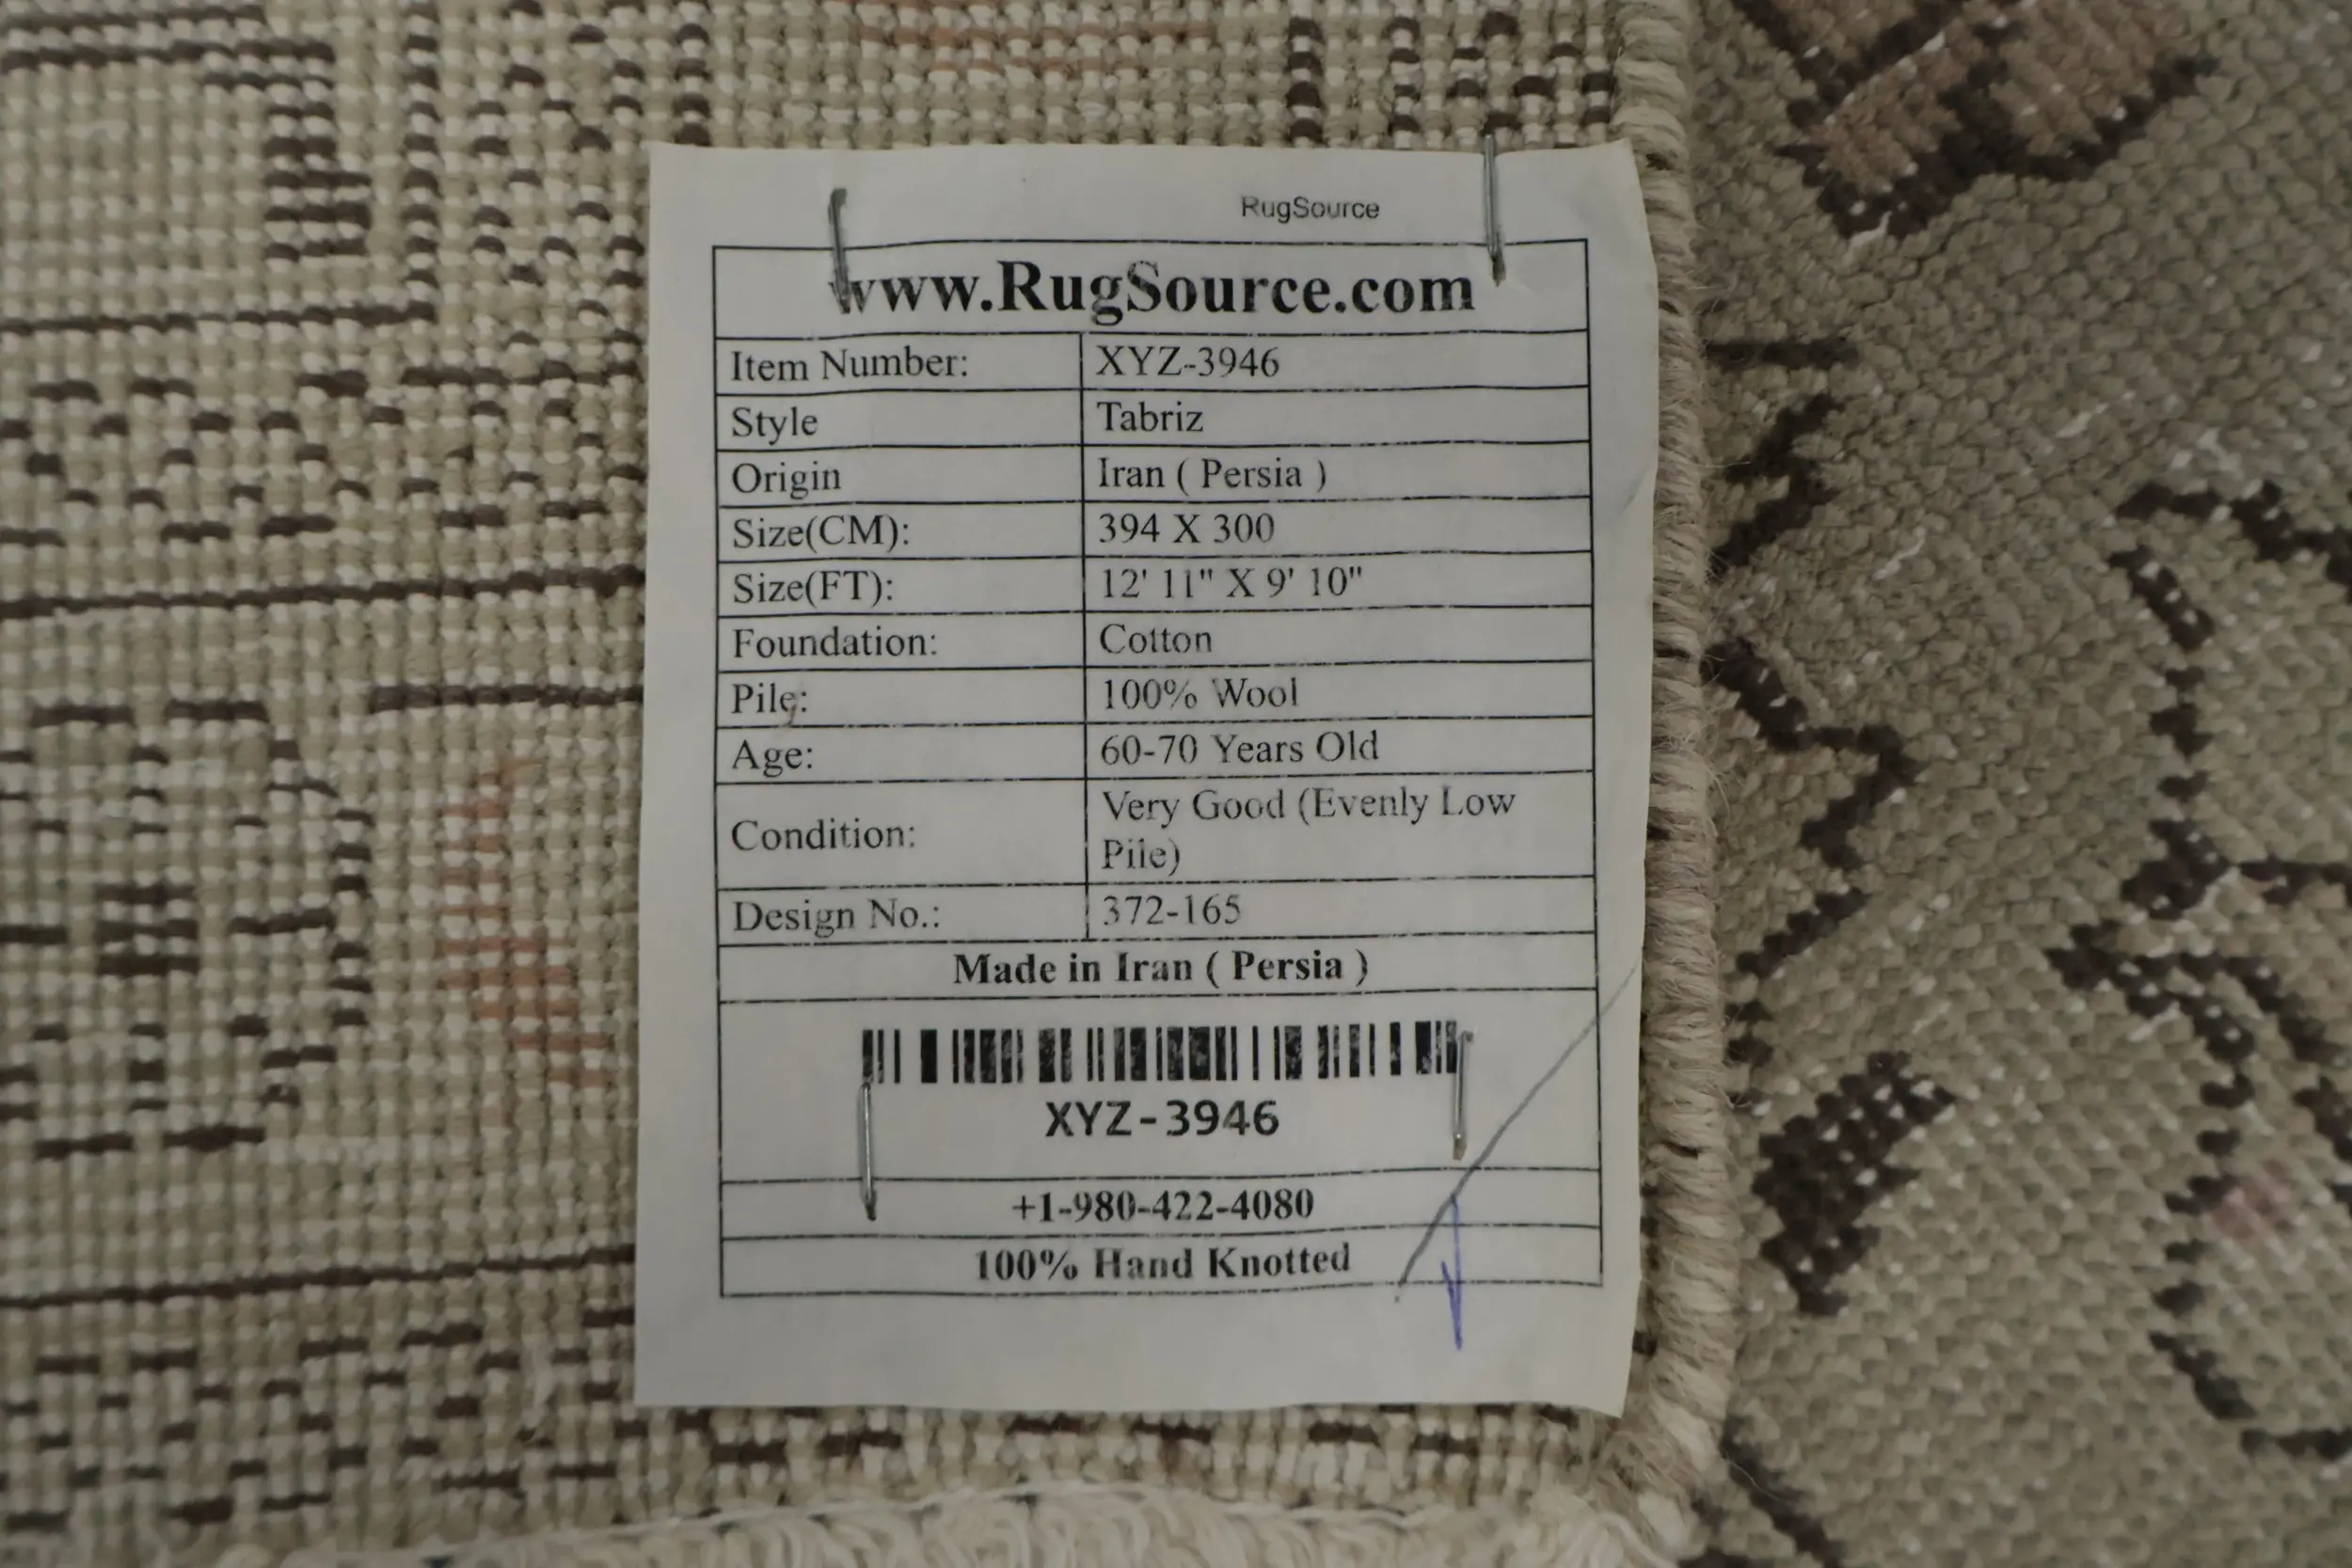 RugSource
www.RugSource.com
Item Number: XYZ-3946
Style Tabriz
Origin Iran ( Persia )
Size(CM): 394 X 300
Size(FT): 12' 11" X 9' 10"
Foundation: Cotton
Pile: 100% Wool
Age: 60-70 Years Old
Condition: Very Good (Evenly Low
Pile)
Design No.: 372-165
Made in Iran ( Persia )
XYZ-3946
+1-980-422-4080
100% Hand Knotted